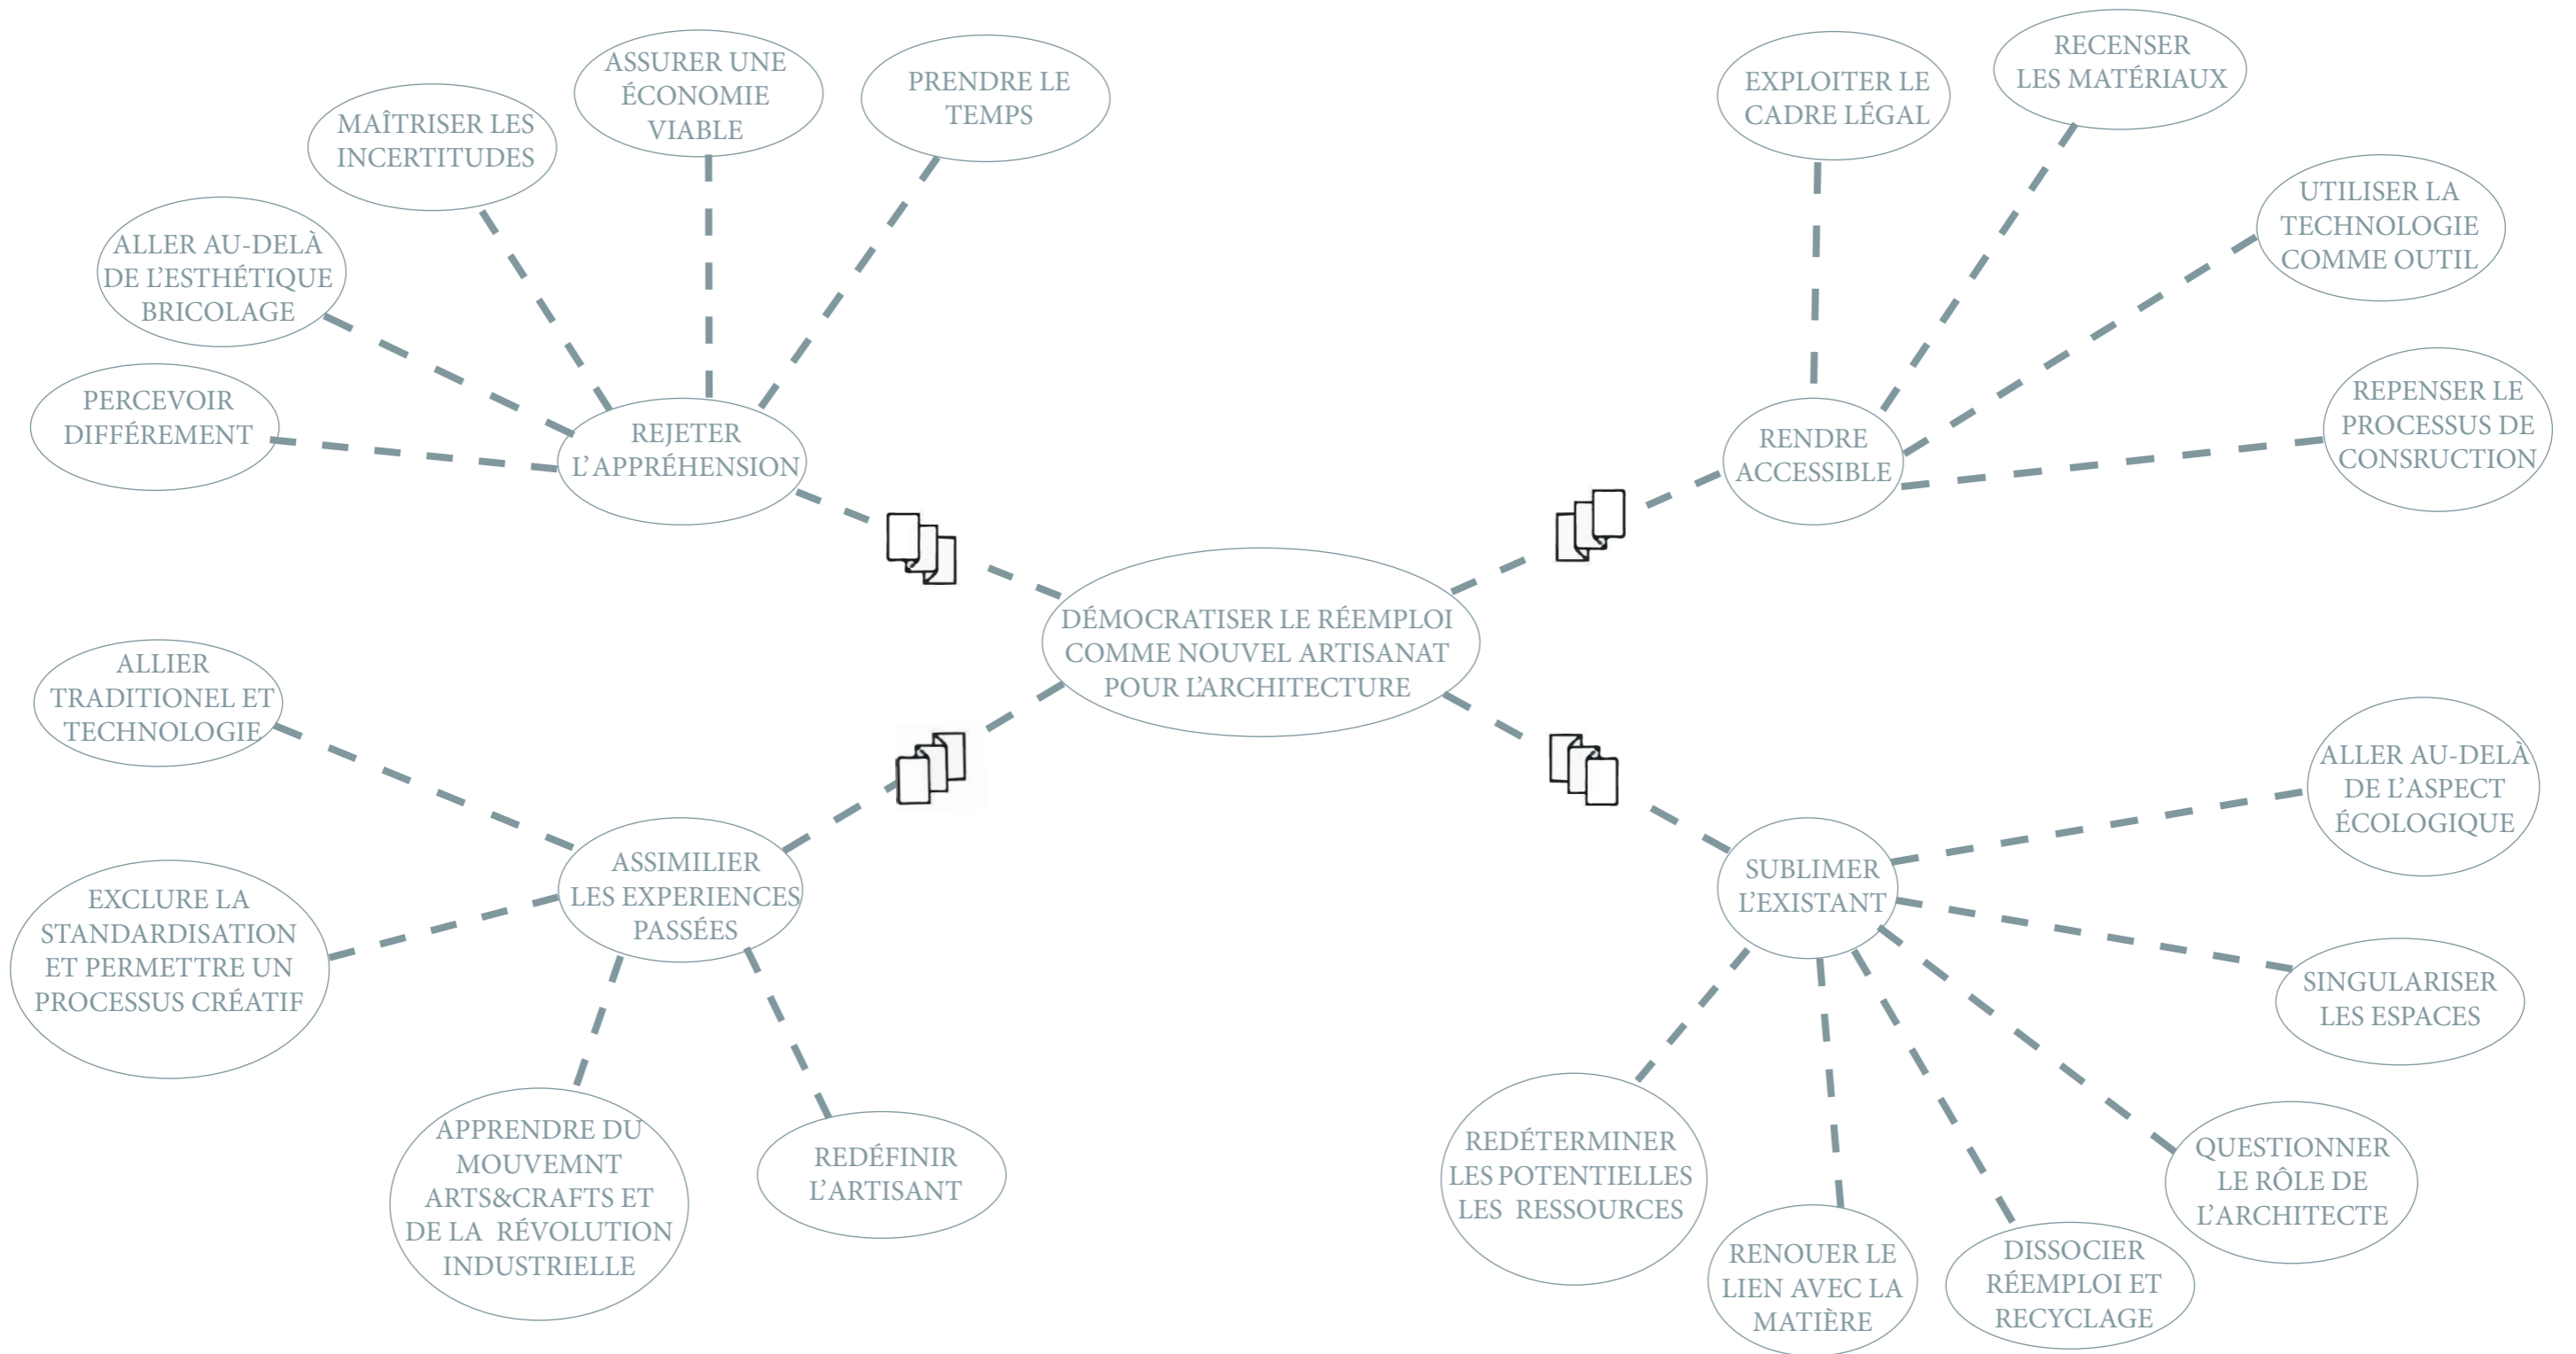 ASSURER UNE
ÉCONOMIE
VIABLE
PRENDRE LE
TEMPS
MAÎTRISER LES
INCERTITUDES
ALLER AU-DELÀ
DE L'ESTHÉTIQUE
BRICOLAGE
PERCEVOIR
DIFFÉREMENT
REJETER
L'APPRÉHENSION
EXPLOITER LE
CADRE LÉGAL
RECENSER
LES MATÉRIAUX
UTILISER LA
TECHNOLOGIE
COMME OUTIL
REPENSER LE
PROCESSUS DE
CONSRUCTION
RENDRE
ACCESSIBLE
DÉMOCRATISER LE RÉEMPLOI
COMME NOUVEL ARTISANAT
POUR L'ARCHITECTURE
ALLIER
TRADITIONEL ET
TECHNOLOGIE
ASSIMILIER
LES EXPERIENCES
PASSÉES
EXCLURE LA
STANDARDISATION
ET PERMETTRE UN
PROCESSUS CRÉATIF
APPRENDRE DU
MOUVEMNT
ARTS&CRAFTS ET
DE LA RÉVOLUTION
INDUSTRIELLE
REDÉFINIR
L'ARTISANT
SUBLIMER
L'EXISTANT
ALLER AU-DELÀ
DE L'ASPECT
ÉCOLOGIQUE
SINGULARISER
LES ESPACES
QUESTIONNER
LE RÔLE DE
L'ARCHITECTE
DISSOCIER
RÉEMPLOI ET
RECYCLAGE
RENOUER LE
LIEN AVEC LA
MATIÈRE
REDÉTERMINER
LES POTENTIELLES
LES RESSOURCES